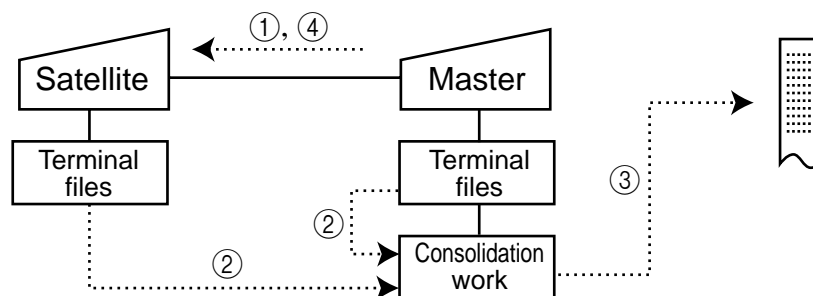 ①, ④
Satellite
Master
Terminal
files
Terminal
files
②
③
②
Consolidation
work